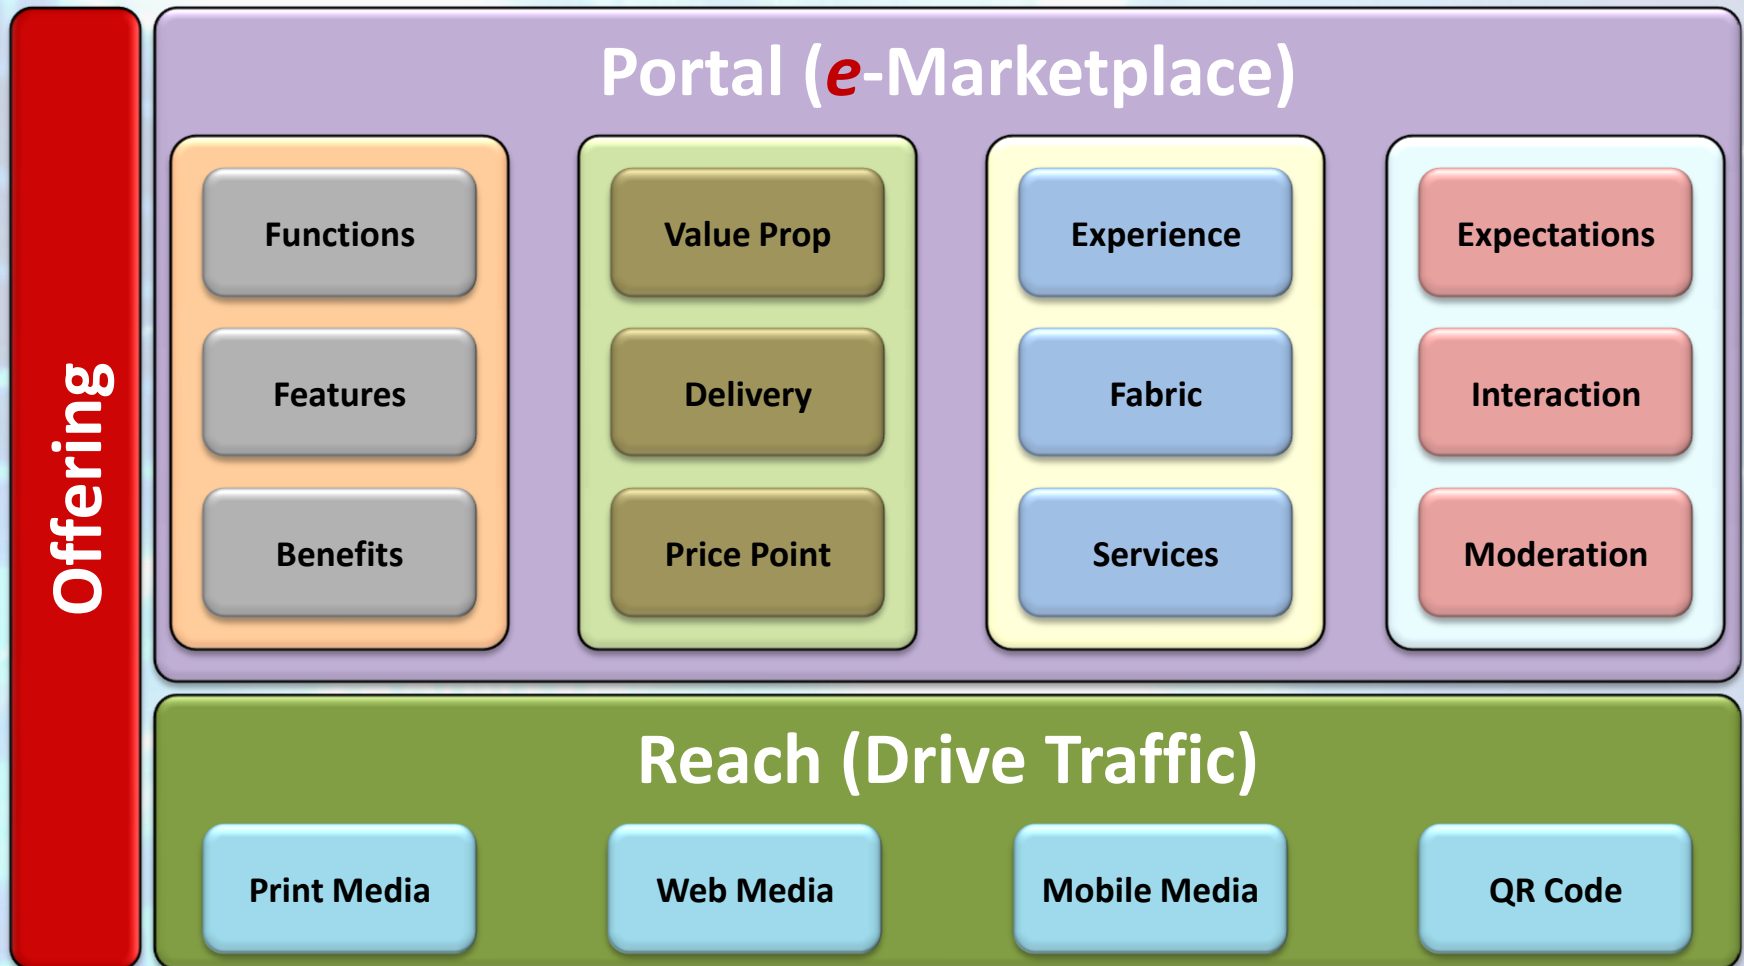 Offering
Portal (e-Marketplace)
Functions
Features
Benefits
Value Prop
Delivery
Price Point
Experience
Fabric
Services
Expectations
Interaction
Moderation
Reach (Drive Traffic)
Print Media
Web Media
Mobile Media
QR Code